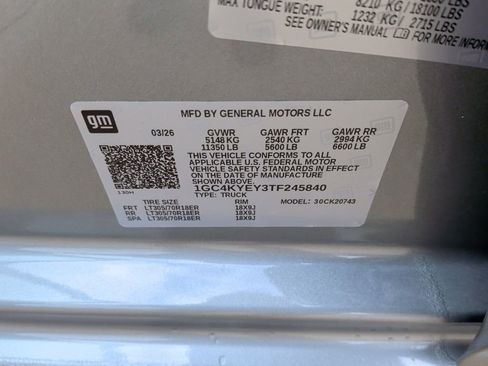 8210 KG/18100 LBS
MAX TONGUE WEIGHT:
1232 KG / 2715 LBS
SEE OWNER'S MANUAL FOR MORE INFORM
gm
MFD BY GENERAL MOTORS LLC
03/26 GVWR GAWR FRT GAWR RR
5148 KG 2540 KG 2994 KG
11350 LB 5600 LB 6600 LB
THIS VEHICLE CONFORMS TO ALL
APPLICABLE U.S. FEDERAL MOTOR
VEHICLE SAFETY STANDARDS IN EFFECT
ON THE DATE OF MANUFACTURE
SHOWN ABOVE.
1GC4KYEY3TF245840
TYPE: TRUCK
MODEL: 30CK20743
130H
TIRE SIZE RIM
FRT LT305/70R18ER 18X9J
RR LT305/70R18ER 18X9J
SPA LT305/70R18ER 18X9J